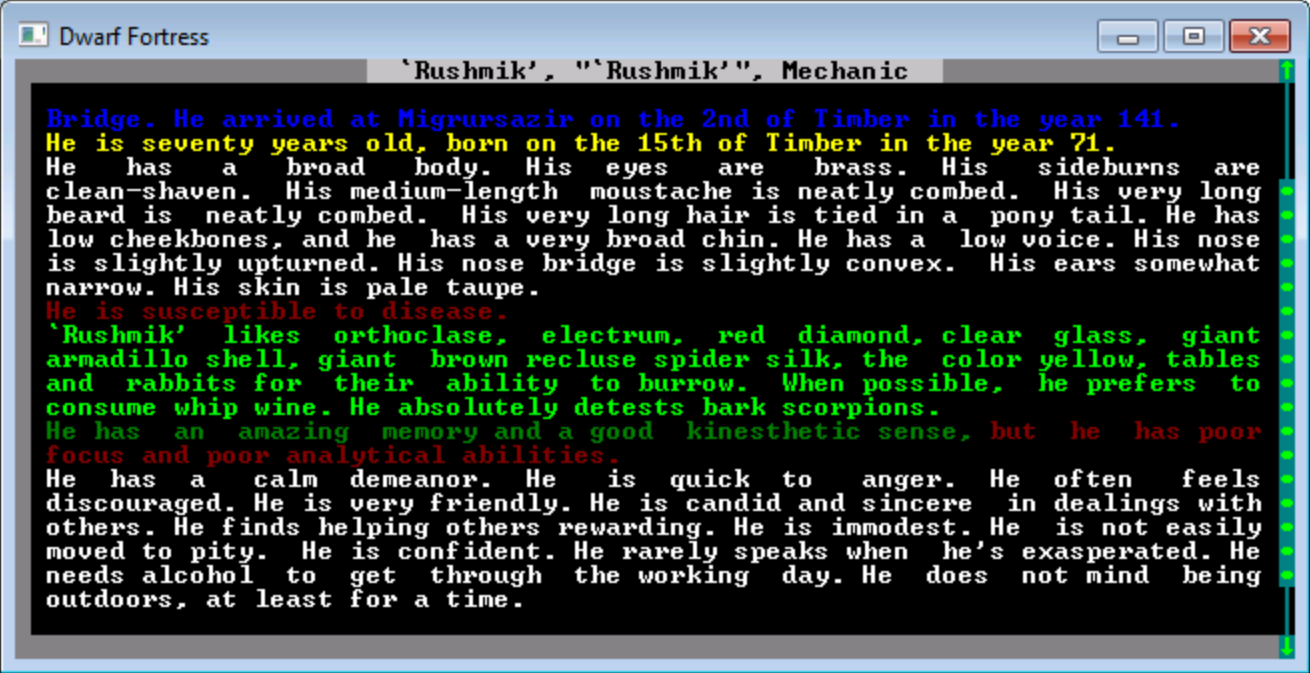 Dwarf Fortress
`Rushmik', "`Rushmik'", Mechanic
Bridge. He arrived at Migrursazir on the 2nd of Timber in the year 141.
He is seventy years old, born on the 15th of Timber in the year 71.
He has a broad body. His eyes are brass. His sideburns are
clean-shaven. His medium-length moustache is neatly combed. His very long
beard is neatly combed. His very long hair is tied in a pony tail. He has
low cheekbones, and he has a very broad chin. He has a low voice. His nose
is slightly upturned. His nose bridge is slightly convex. His ears somewhat
narrow. His skin is pale taupe.
He is susceptible to disease.
`Rushmik' likes orthoclase, electrum, red diamond, clear glass, giant
armadillo shell, giant brown recluse spider silk, the color yellow, tables
and rabbits for their ability to burrow. When possible, he prefers to
consume whip wine. He absolutely detests bark scorpions.
He has an amazing memory and a good kinesthetic sense, but he has poor
focus and poor analytical abilities.
He has a calm demeanor. He is quick to anger. He often feels
discouraged. He is very friendly. He is candid and sincere in dealings with
others. He finds helping others rewarding. He is immodest. He is not easily
moved to pity. He is confident. He rarely speaks when he's exasperated. He
needs alcohol to get through the working day. He does not mind being
outdoors, at least for a time.